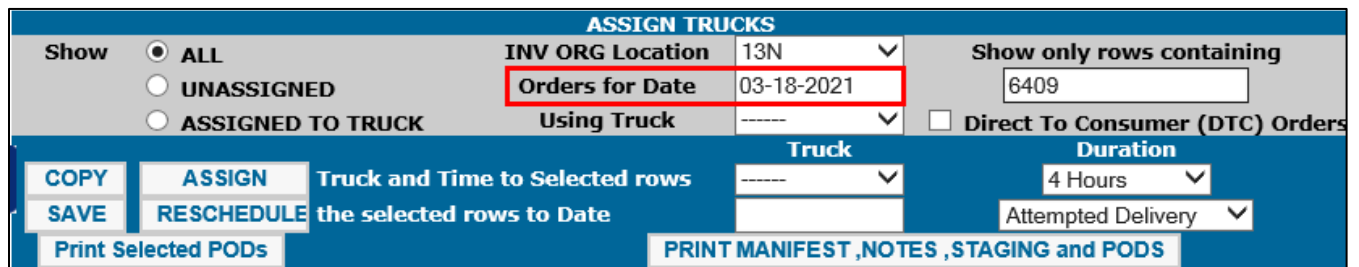 ASSIGN TRUCKS
Show ALL INV ORG Location 13N Show only rows containing
UNASSIGNED Orders for Date 03-18-2021 6409
ASSIGNED TO TRUCK Using Truck ------ Direct To Consumer (DTC) Orders
Truck Duration
COPY ASSIGN Truck and Time to Selected rows ------ 4 Hours
SAVE RESCHEDULE the selected rows to Date Attempted Delivery
Print Selected PODs PRINT MANIFEST ,NOTES ,STAGING and PODS